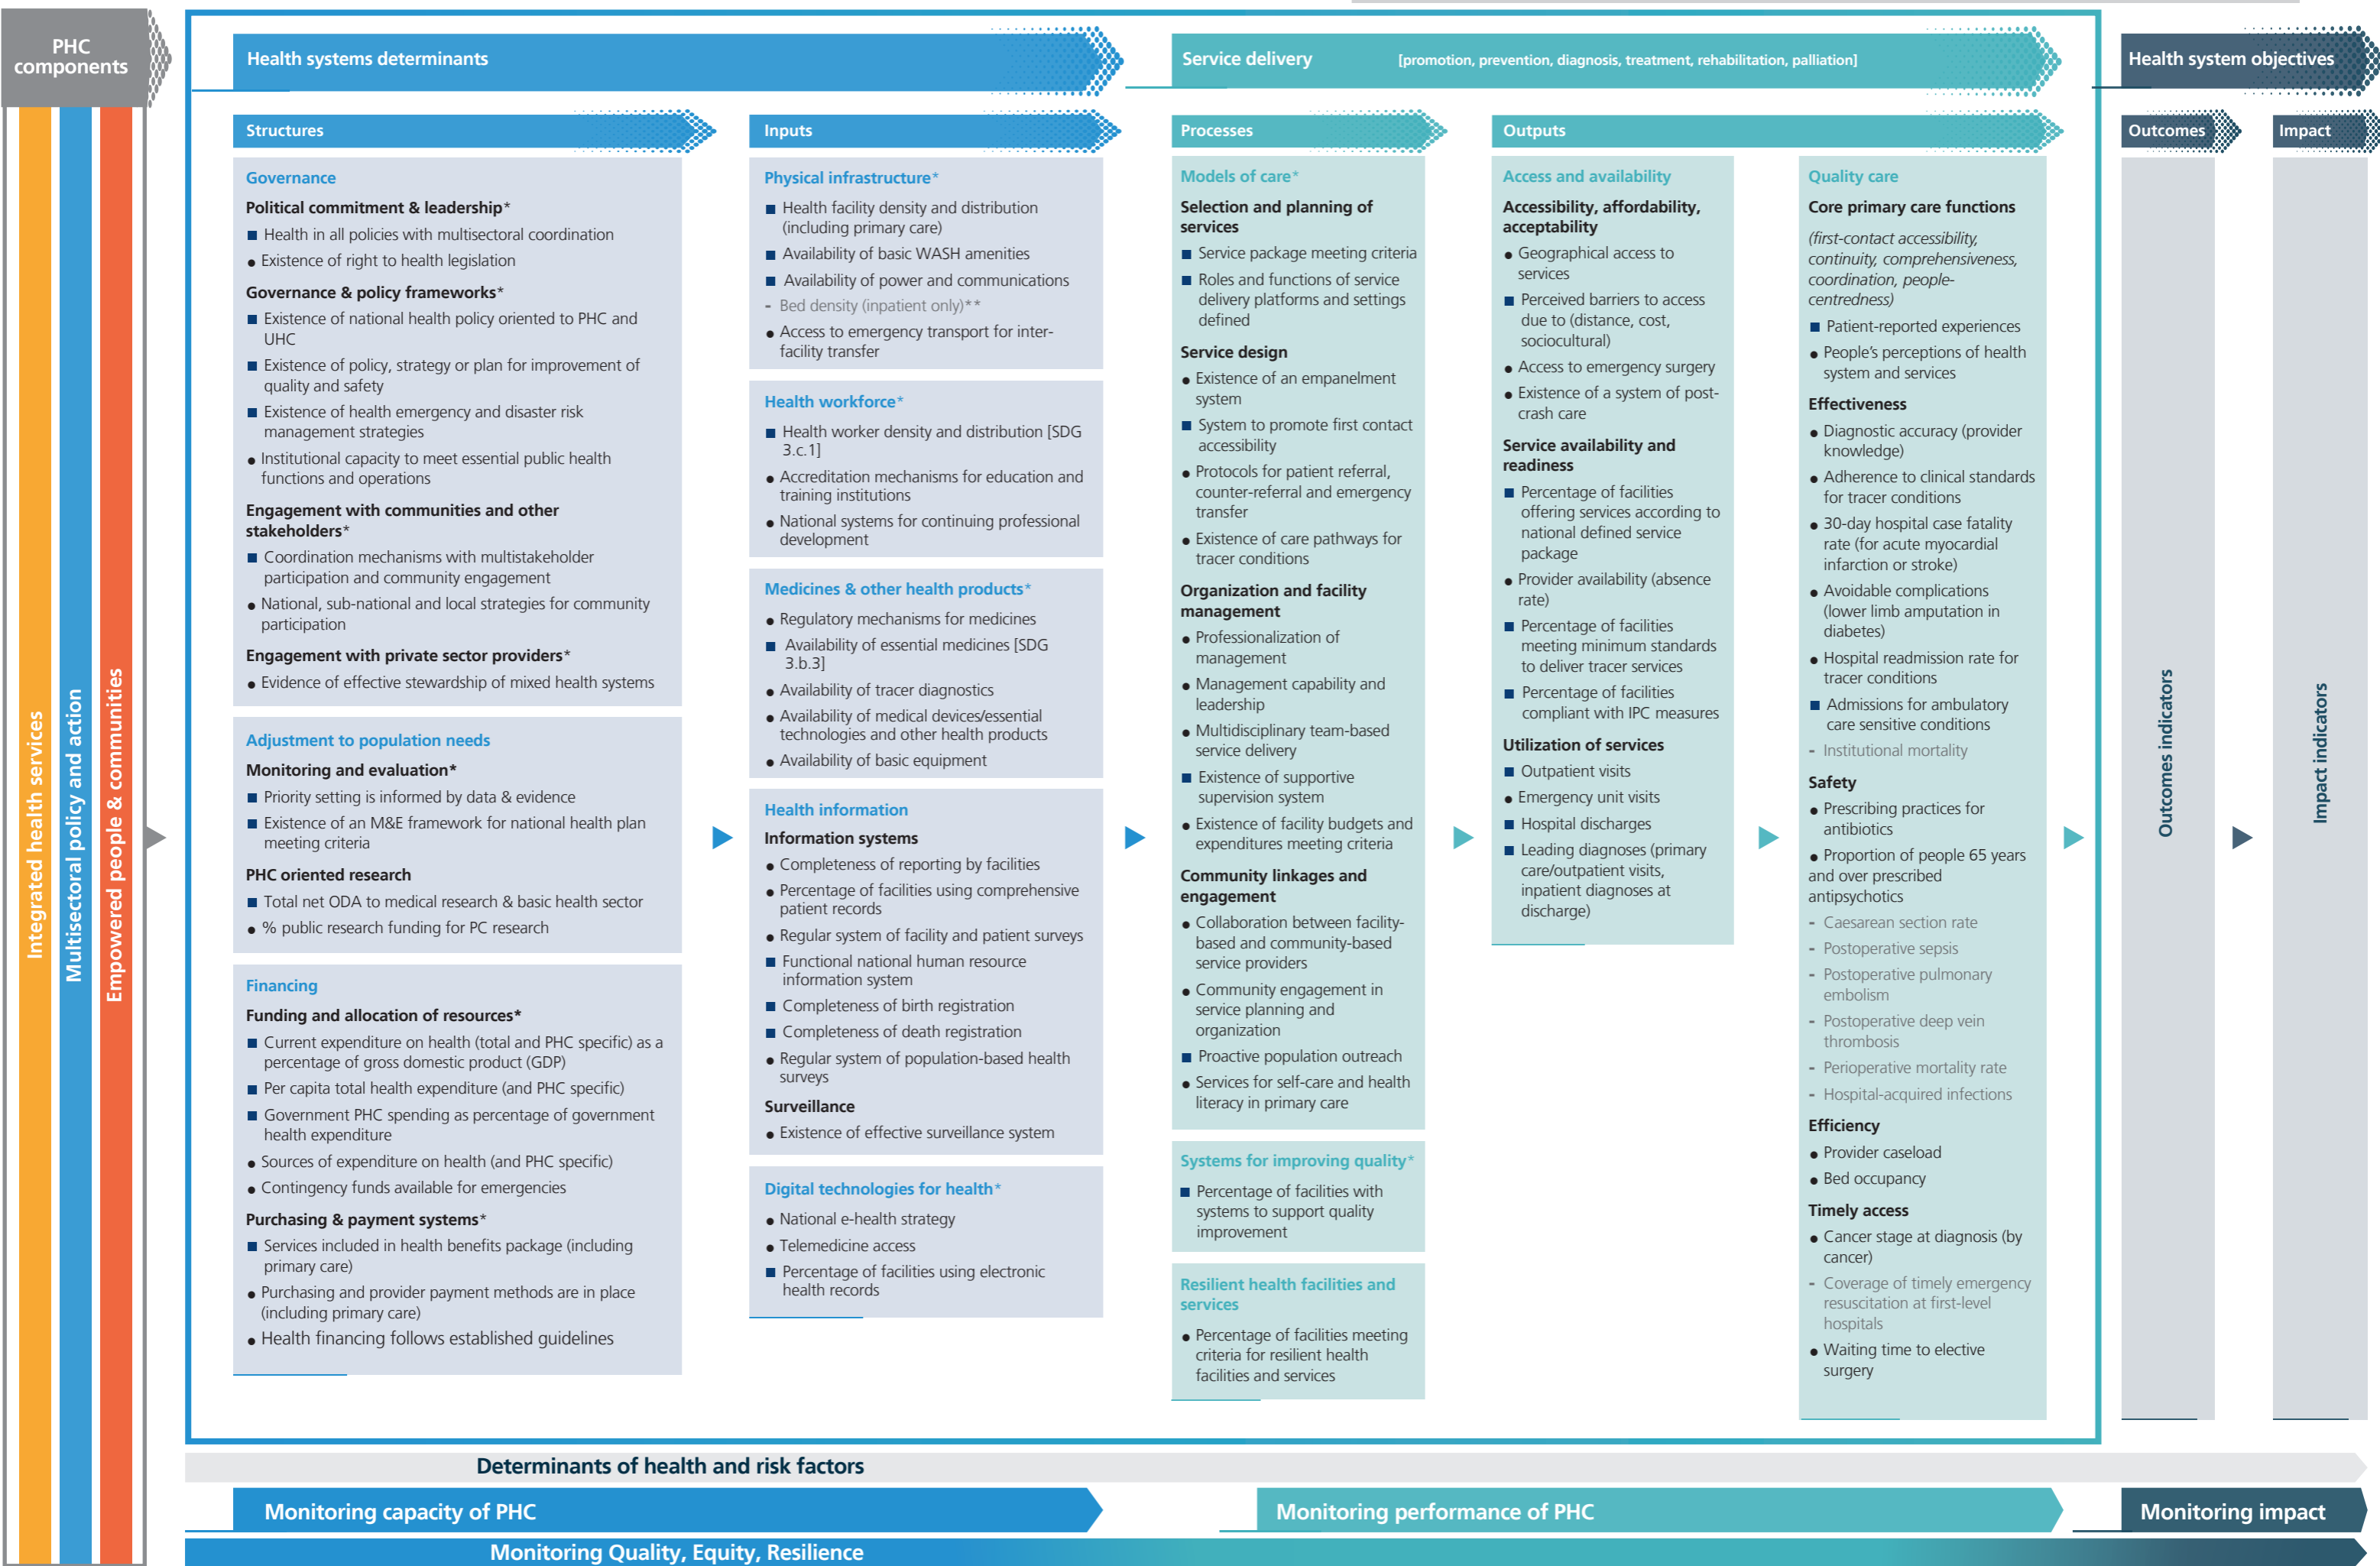 PHC
components
Integrated health services
Multisectoral policy and action
Empowered people & communities
Health systems determinants
Structures
Governance
Political commitment & leadership*
■ Health in all policies with multisectoral coordination
● Existence of right to health legislation
Governance & policy frameworks*
■ Existence of national health policy oriented to PHC and
UHC
■ Existence of policy, strategy or plan for improvement of
quality and safety
■ Existence of health emergency and disaster risk
management strategies
● Institutional capacity to meet essential public health
functions and operations
Engagement with communities and other
stakeholders*
■ Coordination mechanisms with multistakeholder
participation and community engagement
● National, sub-national and local strategies for community
participation
Engagement with private sector providers*
● Evidence of effective stewardship of mixed health systems
Adjustment to population needs
Monitoring and evaluation*
■ Priority setting is informed by data & evidence
■ Existence of an M&E framework for national health plan
meeting criteria
PHC oriented research
■ Total net ODA to medical research & basic health sector
● % public research funding for PC research
Financing
Funding and allocation of resources*
■ Current expenditure on health (total and PHC specific) as a
percentage of gross domestic product (GDP)
■ Per capita total health expenditure (and PHC specific)
■ Government PHC spending as percentage of government
health expenditure
● Sources of expenditure on health (and PHC specific)
● Contingency funds available for emergencies
Purchasing & payment systems*
■ Services included in health benefits package (including
primary care)
● Purchasing and provider payment methods are in place
(including primary care)
● Health financing follows established guidelines
Inputs
Physical infrastructure*
■ Health facility density and distribution
(including primary care)
■ Availability of basic WASH amenities
■ Availability of power and communications
- Bed density (inpatient only)**
● Access to emergency transport for inter-
facility transfer
Health workforce*
■ Health worker density and distribution [SDG
3.c.1]
● Accreditation mechanisms for education and
training institutions
● National systems for continuing professional
development
Medicines & other health products*
● Regulatory mechanisms for medicines
■ Availability of essential medicines [SDG
3.b.3]
● Availability of tracer diagnostics
● Availability of medical devices/essential
technologies and other health products
● Availability of basic equipment
Health information
Information systems
● Completeness of reporting by facilities
● Percentage of facilities using comprehensive
patient records
● Regular system of facility and patient surveys
■ Functional national human resource
information system
■ Completeness of birth registration
■ Completeness of death registration
● Regular system of population-based health
surveys
Surveillance
● Existence of effective surveillance system
Digital technologies for health*
● National e-health strategy
● Telemedicine access
■ Percentage of facilities using electronic
health records
Service delivery
[promotion, prevention, diagnosis, treatment, rehabilitation, palliation]
Processes
Models of care*
Selection and planning of
services
■ Service package meeting criteria
■ Roles and functions of service
delivery platforms and settings
defined
Service design
● Existence of an empanelment
system
■ System to promote first contact
accessibility
● Protocols for patient referral,
counter-referral and emergency
transfer
● Existence of care pathways for
tracer conditions
Organization and facility
management
● Professionalization of
management
● Management capability and
leadership
● Multidisciplinary team-based
service delivery
■ Existence of supportive
supervision system
● Existence of facility budgets and
expenditures meeting criteria
Community linkages and
engagement
● Collaboration between facility-
based and community-based
service providers
● Community engagement in
service planning and
organization
■ Proactive population outreach
● Services for self-care and health
literacy in primary care
Systems for improving quality*
■ Percentage of facilities with
systems to support quality
improvement
Resilient health facilities and
services
● Percentage of facilities meeting
criteria for resilient health
facilities and services
Outputs
Access and availability
Accessibility, affordability,
acceptability
● Geographical access to
services
■ Perceived barriers to access
due to (distance, cost,
sociocultural)
● Access to emergency surgery
● Existence of a system of post-
crash care
Service availability and
readiness
■ Percentage of facilities
offering services according to
national defined service
package
● Provider availability (absence
rate)
■ Percentage of facilities
meeting minimum standards
to deliver tracer services
■ Percentage of facilities
compliant with IPC measures
Utilization of services
■ Outpatient visits
● Emergency unit visits
■ Hospital discharges
■ Leading diagnoses (primary
care/outpatient visits,
inpatient diagnoses at
discharge)
Quality care
Core primary care functions
(first-contact accessibility,
continuity, comprehensiveness,
coordination, people-
centredness)
■ Patient-reported experiences
● People's perceptions of health
system and services
Effectiveness
● Diagnostic accuracy (provider
knowledge)
● Adherence to clinical standards
for tracer conditions
● 30-day hospital case fatality
rate (for acute myocardial
infarction or stroke)
● Avoidable complications
(lower limb amputation in
diabetes)
● Hospital readmission rate for
tracer conditions
■ Admissions for ambulatory
care sensitive conditions
- Institutional mortality
Safety
● Prescribing practices for
antibiotics
● Proportion of people 65 years
and over prescribed
antipsychotics
- Caesarean section rate
- Postoperative sepsis
- Postoperative pulmonary
embolism
- Postoperative deep vein
thrombosis
- Perioperative mortality rate
- Hospital-acquired infections
Efficiency
● Provider caseload
● Bed occupancy
Timely access
● Cancer stage at diagnosis (by
cancer)
- Coverage of timely emergency
resuscitation at first-level
hospitals
● Waiting time to elective
surgery
Health system objectives
Outcomes
Outcomes indicators
Impact
Impact indicators
Determinants of health and risk factors
Monitoring capacity of PHC
Monitoring performance of PHC
Monitoring impact
Monitoring Quality, Equity, Resilience